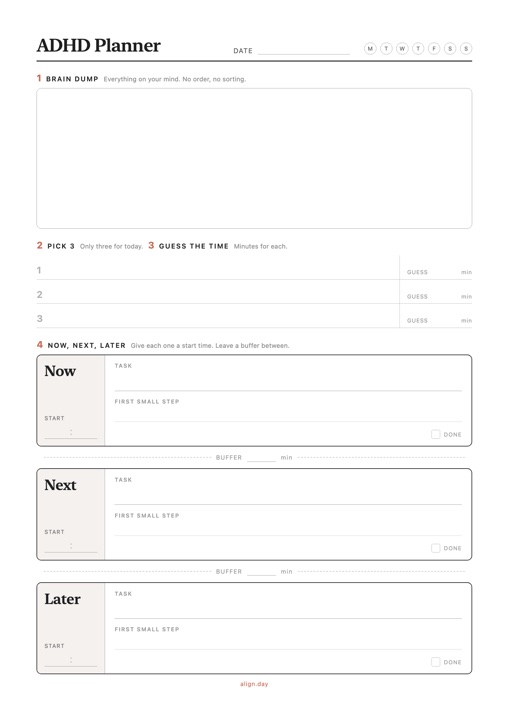 ADHD Planner
DATE M T W T F S S
1 BRAIN DUMP Everything on your mind. No order, no sorting.
2 PICK 3 Only three for today. 3 GUESS THE TIME Minutes for each.
1 GUESS min
2 GUESS min
3 GUESS min
4 NOW, NEXT, LATER Give each one a start time. Leave a buffer between.
Now
TASK
FIRST SMALL STEP
START
:
DONE
BUFFER min
Next
TASK
FIRST SMALL STEP
START
:
DONE
BUFFER min
Later
TASK
FIRST SMALL STEP
START
:
DONE
align.day